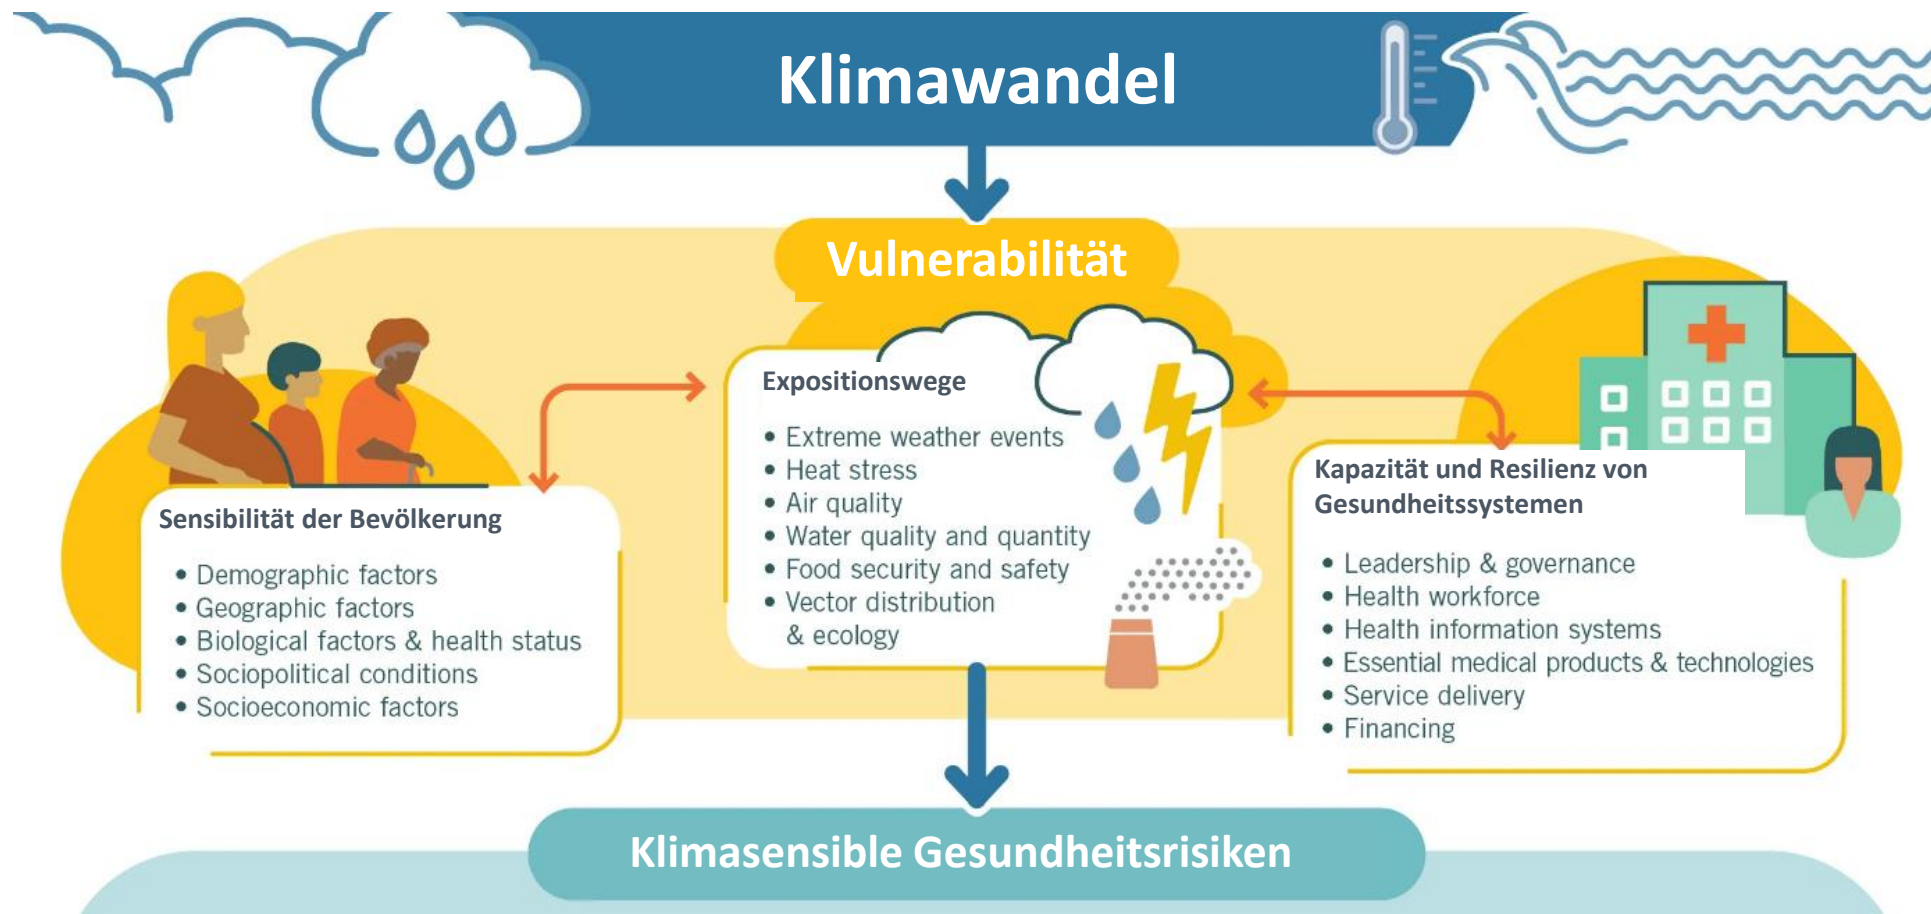 Klimawandel
Vulnerabilität
Sensibilität der Bevölkerung
• Demographic factors
• Geographic factors
• Biological factors & health status
• Sociopolitical conditions
• Socioeconomic factors
Expositionswege
• Extreme weather events
• Heat stress
• Air quality
• Water quality and quantity
• Food security and safety
• Vector distribution
& ecology
Kapazität und Resilienz von
Gesundheitssystemen
• Leadership & governance
• Health workforce
• Health information systems
• Essential medical products & technologies
• Service delivery
• Financing
Klimasensible Gesundheitsrisiken